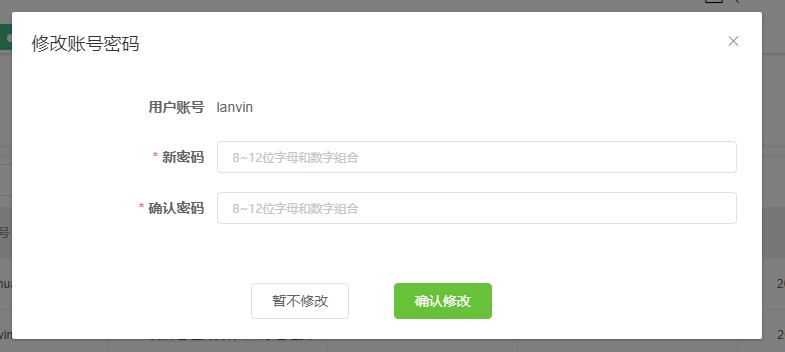 修改账号密码
用户账号 lanvin
* 新密码 8~12位字母和数字组合
* 确认密码 8~12位字母和数字组合
暂不修改 确认修改